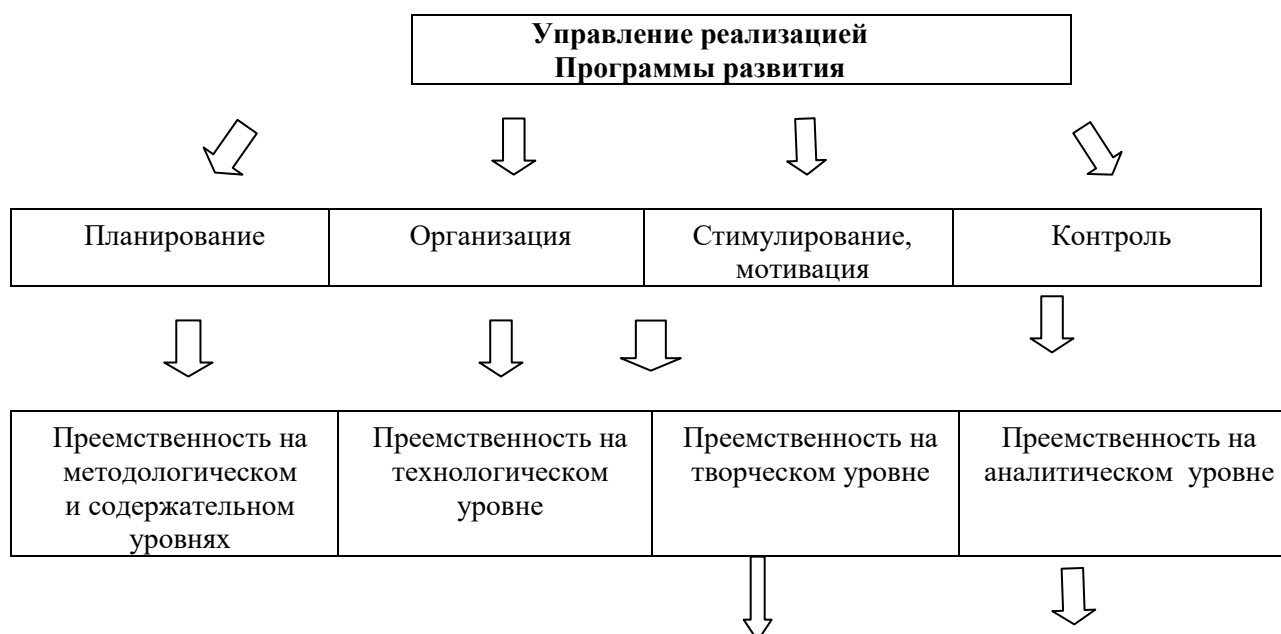 Управление реализацией
Программы развития
Планирование
Организация
Стимулирование,
мотивация
Контроль
Преемственность на
методологическом
и содержательном
уровнях
Преемственность на
технологическом
уровне
Преемственность на
творческом уровне
Преемственность на
аналитическом уровне